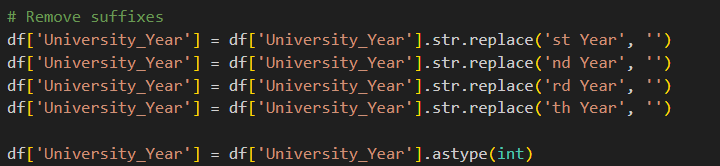 # Remove suffixes
df['University_Year'] = df['University_Year'].str.replace('st Year', '')
df['University_Year'] = df['University_Year'].str.replace('nd Year', '')
df['University_Year'] = df['University_Year'].str.replace('rd Year', '')
df['University_Year'] = df['University_Year'].str.replace('th Year', '')
df['University_Year'] = df['University_Year'].astype(int)